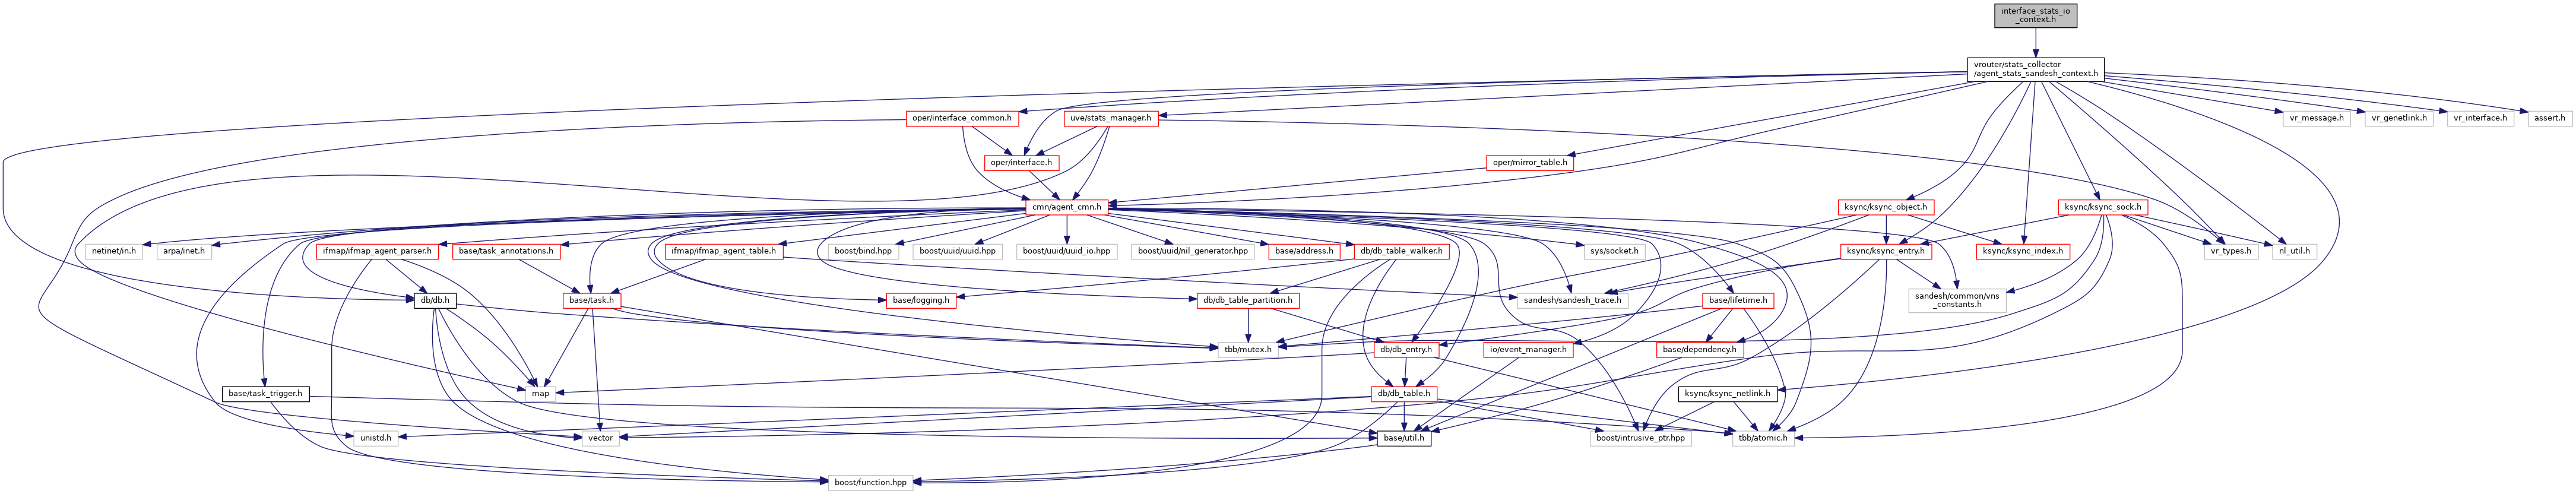 interface_stats_io
_context.h
vrouter/stats_collector
/agent_stats_sandesh_context.h
oper/interface_common.h
uve/stats_manager.h
vr_message.h
vr_genetlink.h
vr_interface.h
assert.h
oper/interface.h
oper/mirror_table.h
cmn/agent_cmn.h
ksync/ksync_object.h
ksync/ksync_sock.h
netinet/in.h
arpa/inet.h
ifmap/ifmap_agent_parser.h
base/task_annotations.h
ifmap/ifmap_agent_table.h
boost/bind.hpp
boost/uuid/uuid.hpp
boost/uuid/uuid_io.hpp
boost/uuid/nil_generator.hpp
base/address.h
db/db_table_walker.h
sys/socket.h
ksync/ksync_entry.h
ksync/ksync_index.h
vr_types.h
nl_util.h
db/db.h
base/task.h
base/logging.h
db/db_table_partition.h
sandesh/sandesh_trace.h
base/lifetime.h
sandesh/common/vns
_constants.h
tbb/mutex.h
db/db_entry.h
io/event_manager.h
base/dependency.h
base/task_trigger.h
map
db/db_table.h
ksync/ksync_netlink.h
unistd.h
vector
base/util.h
boost/intrusive_ptr.hpp
tbb/atomic.h
boost/function.hpp